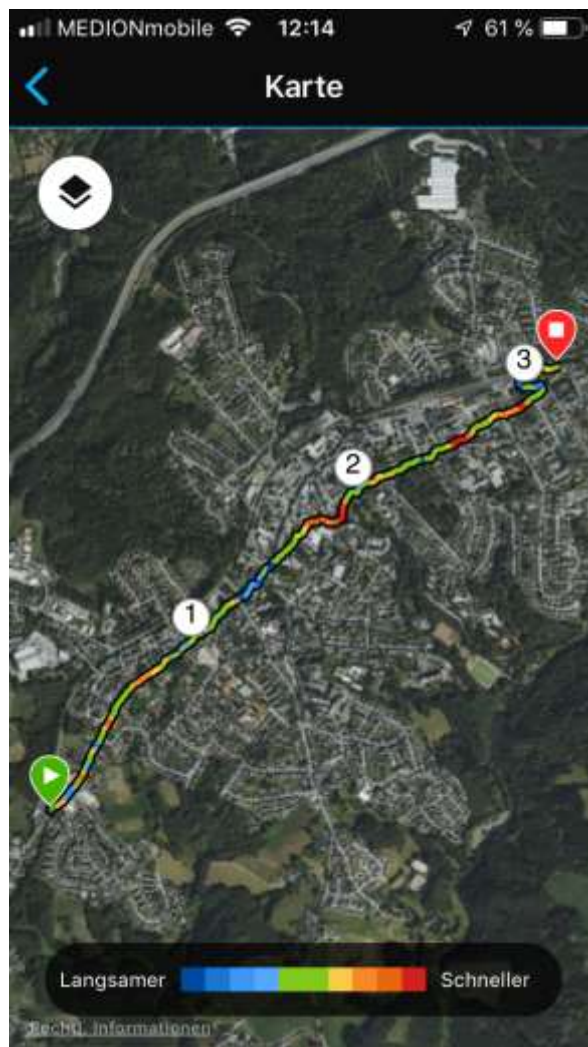 MEDIONmobile 12:14 61 %
Karte
3
2
1
Langsamer Schneller
Rechtl. Informationen